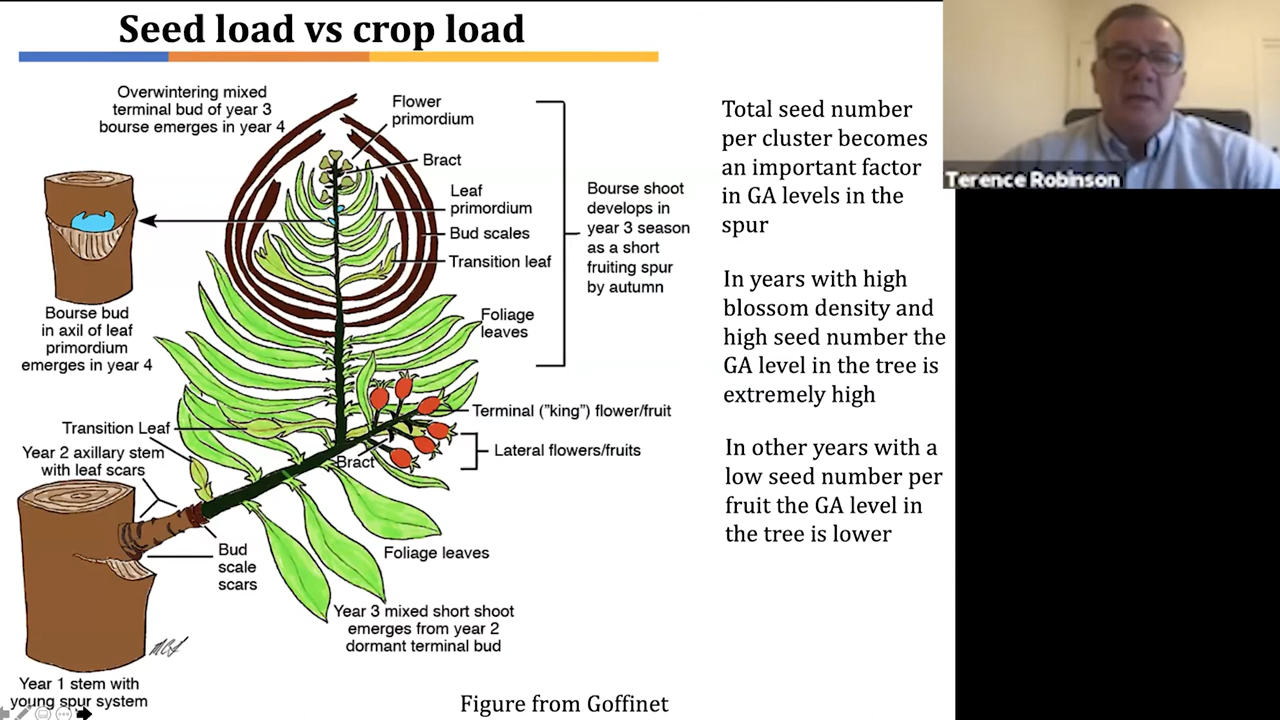 Seed load vs crop load
Overwintering mixed
terminal bud of year 3
bourse emerges in year 4
Flower
primordium
Bract
Leaf
primordium
Bud scales
Transition leaf
Bourse shoot
develops in
year 3 season
as a short
fruiting spur
by autumn
Bourse bud
in axil of leaf
primordium
emerges in year 4
Foliage
leaves
Terminal ("king") flower/fruit
Transition Leaf
Lateral flowers/fruits
Bract
Year 2 axillary stem
with leaf scars
Bud
scale
scars
Foliage leaves
Year 3 mixed short shoot
emerges from year 2
dormant terminal bud
Year 1 stem with
young spur system
Figure from Goffinet
Total seed number
per cluster becomes
an important factor
in GA levels in the
spur
In years with high
blossom density and
high seed number the
GA level in the tree is
extremely high
In other years with a
low seed number per
fruit the GA level in
the tree is lower
Terence Robinson